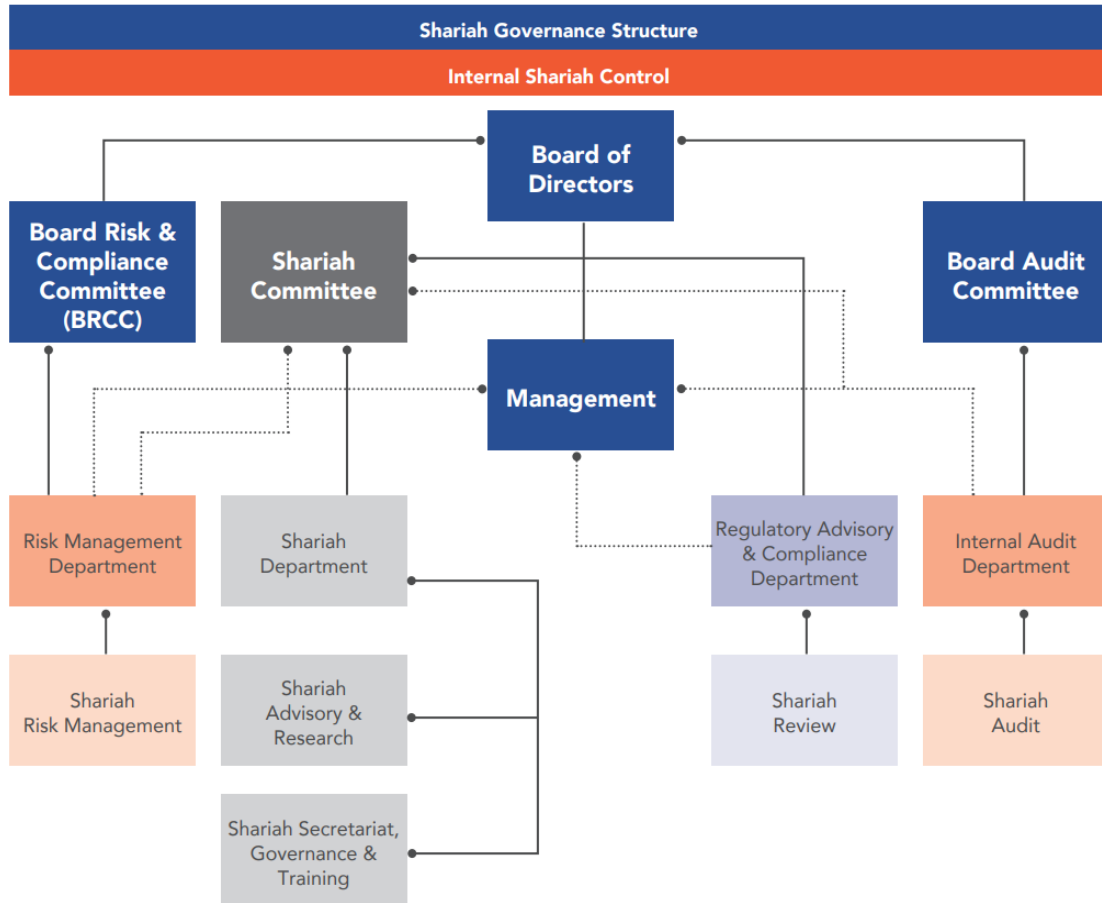 Shariah Governance Structure
Internal Shariah Control
Board of
Directors
Board Risk &
Compliance
Committee
(BRCC)
Shariah
Committee
Board Audit
Committee
Management
Risk Management
Department
Shariah
Department
Regulatory Advisory
& Compliance
Department
Internal Audit
Department
Shariah
Risk Management
Shariah
Advisory &
Research
Shariah
Review
Shariah
Audit
Shariah Secretariat,
Governance &
Training